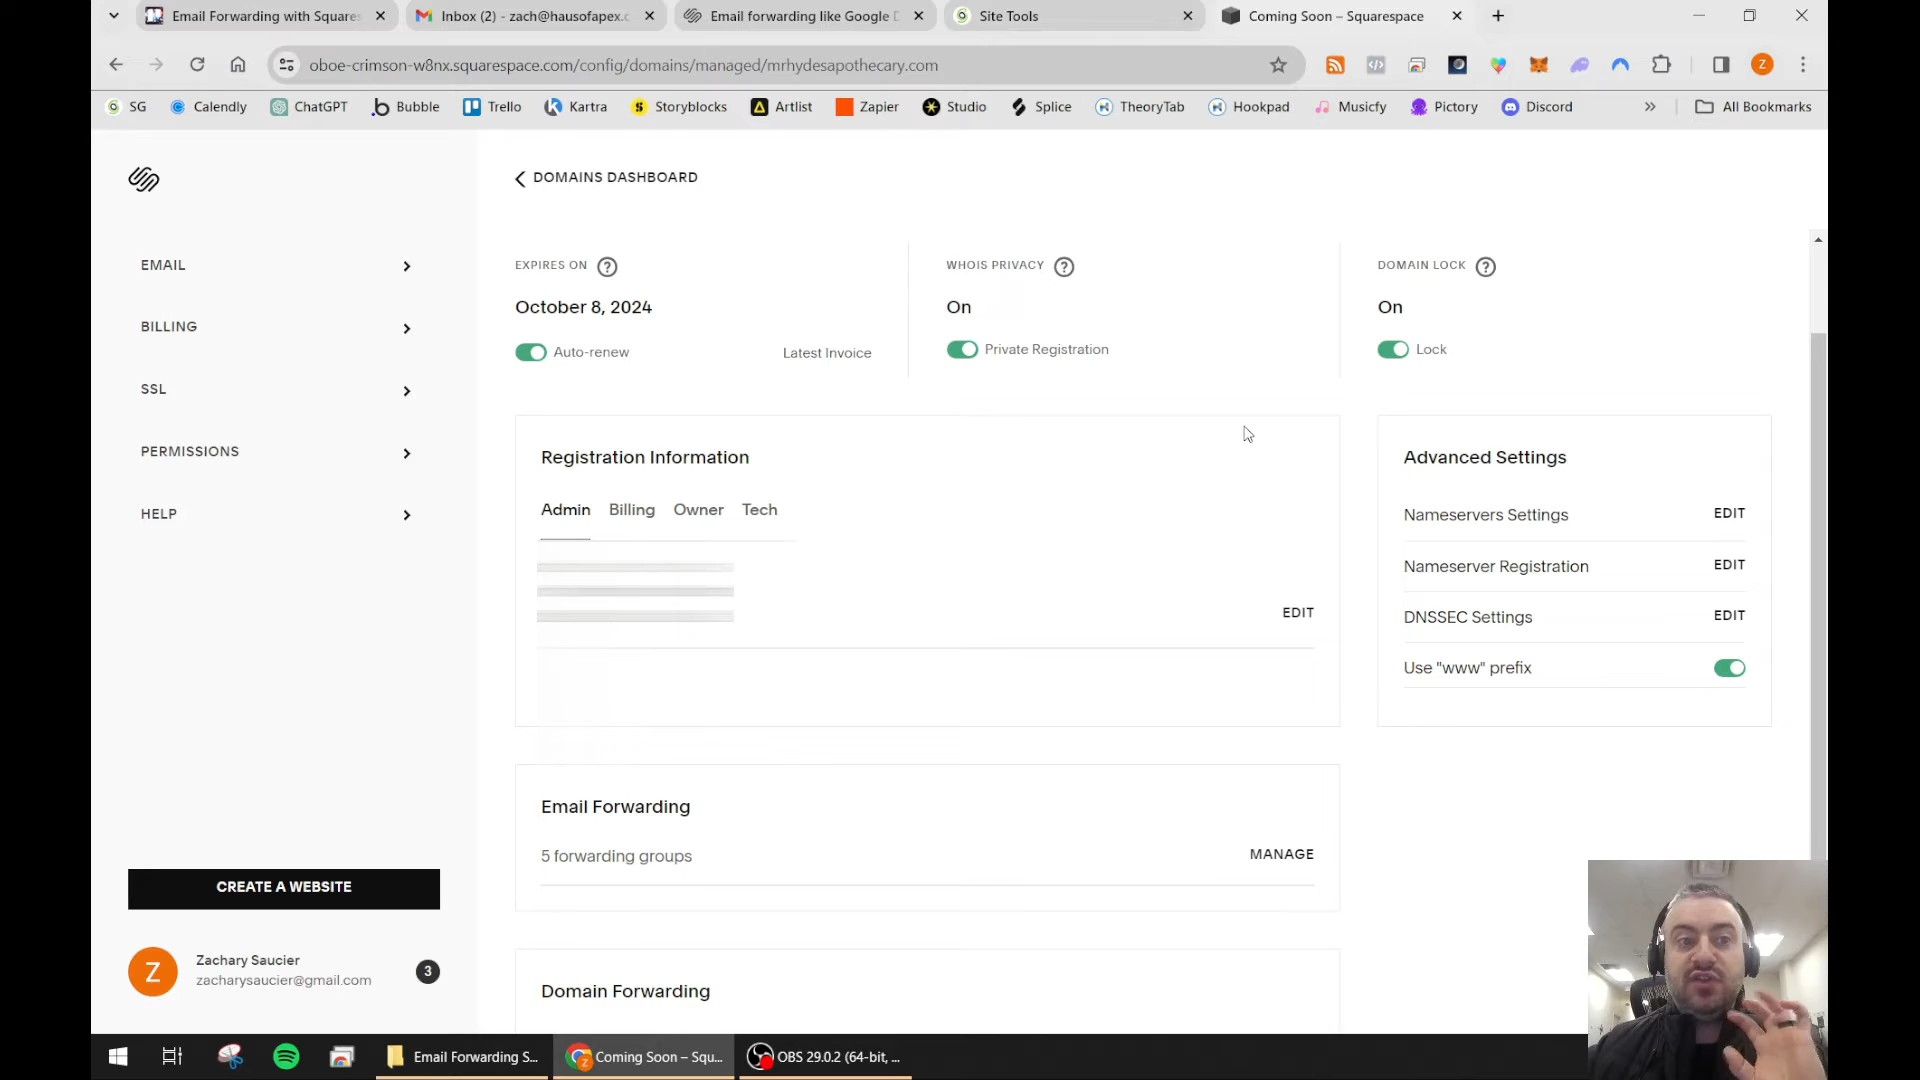 Email Forwarding with Squares
Inbox (2) - zach@hausofapex.c
Email forwarding like Google D
Site Tools
Coming Soon – Squarespace
oboe-crimson-w8nx.squarespace.com/config/domains/managed/mrhydesapothecary.com
Z
SG
Calendly
ChatGPT
Bubble
Trello
Kartra
Storyblocks
Artlist
Zapier
Studio
Splice
TheoryTab
Hookpad
Musicfy
Pictory
Discord
All Bookmarks
DOMAINS DASHBOARD
EMAIL
BILLING
SSL
PERMISSIONS
HELP
EXPIRES ON ?
October 8, 2024
Auto-renew
Latest Invoice
WHOIS PRIVACY ?
On
Private Registration
DOMAIN LOCK ?
On
Lock
Registration Information
Admin Billing Owner Tech
EDIT
Advanced Settings
Nameservers Settings EDIT
Nameserver Registration EDIT
DNSSEC Settings EDIT
Use "www" prefix
Email Forwarding
5 forwarding groups MANAGE
Domain Forwarding
CREATE A WEBSITE
Z
Zachary Saucier
zacharysaucier@gmail.com
3
Email Forwarding S...
Coming Soon – Squ...
OBS 29.0.2 (64-bit, ...